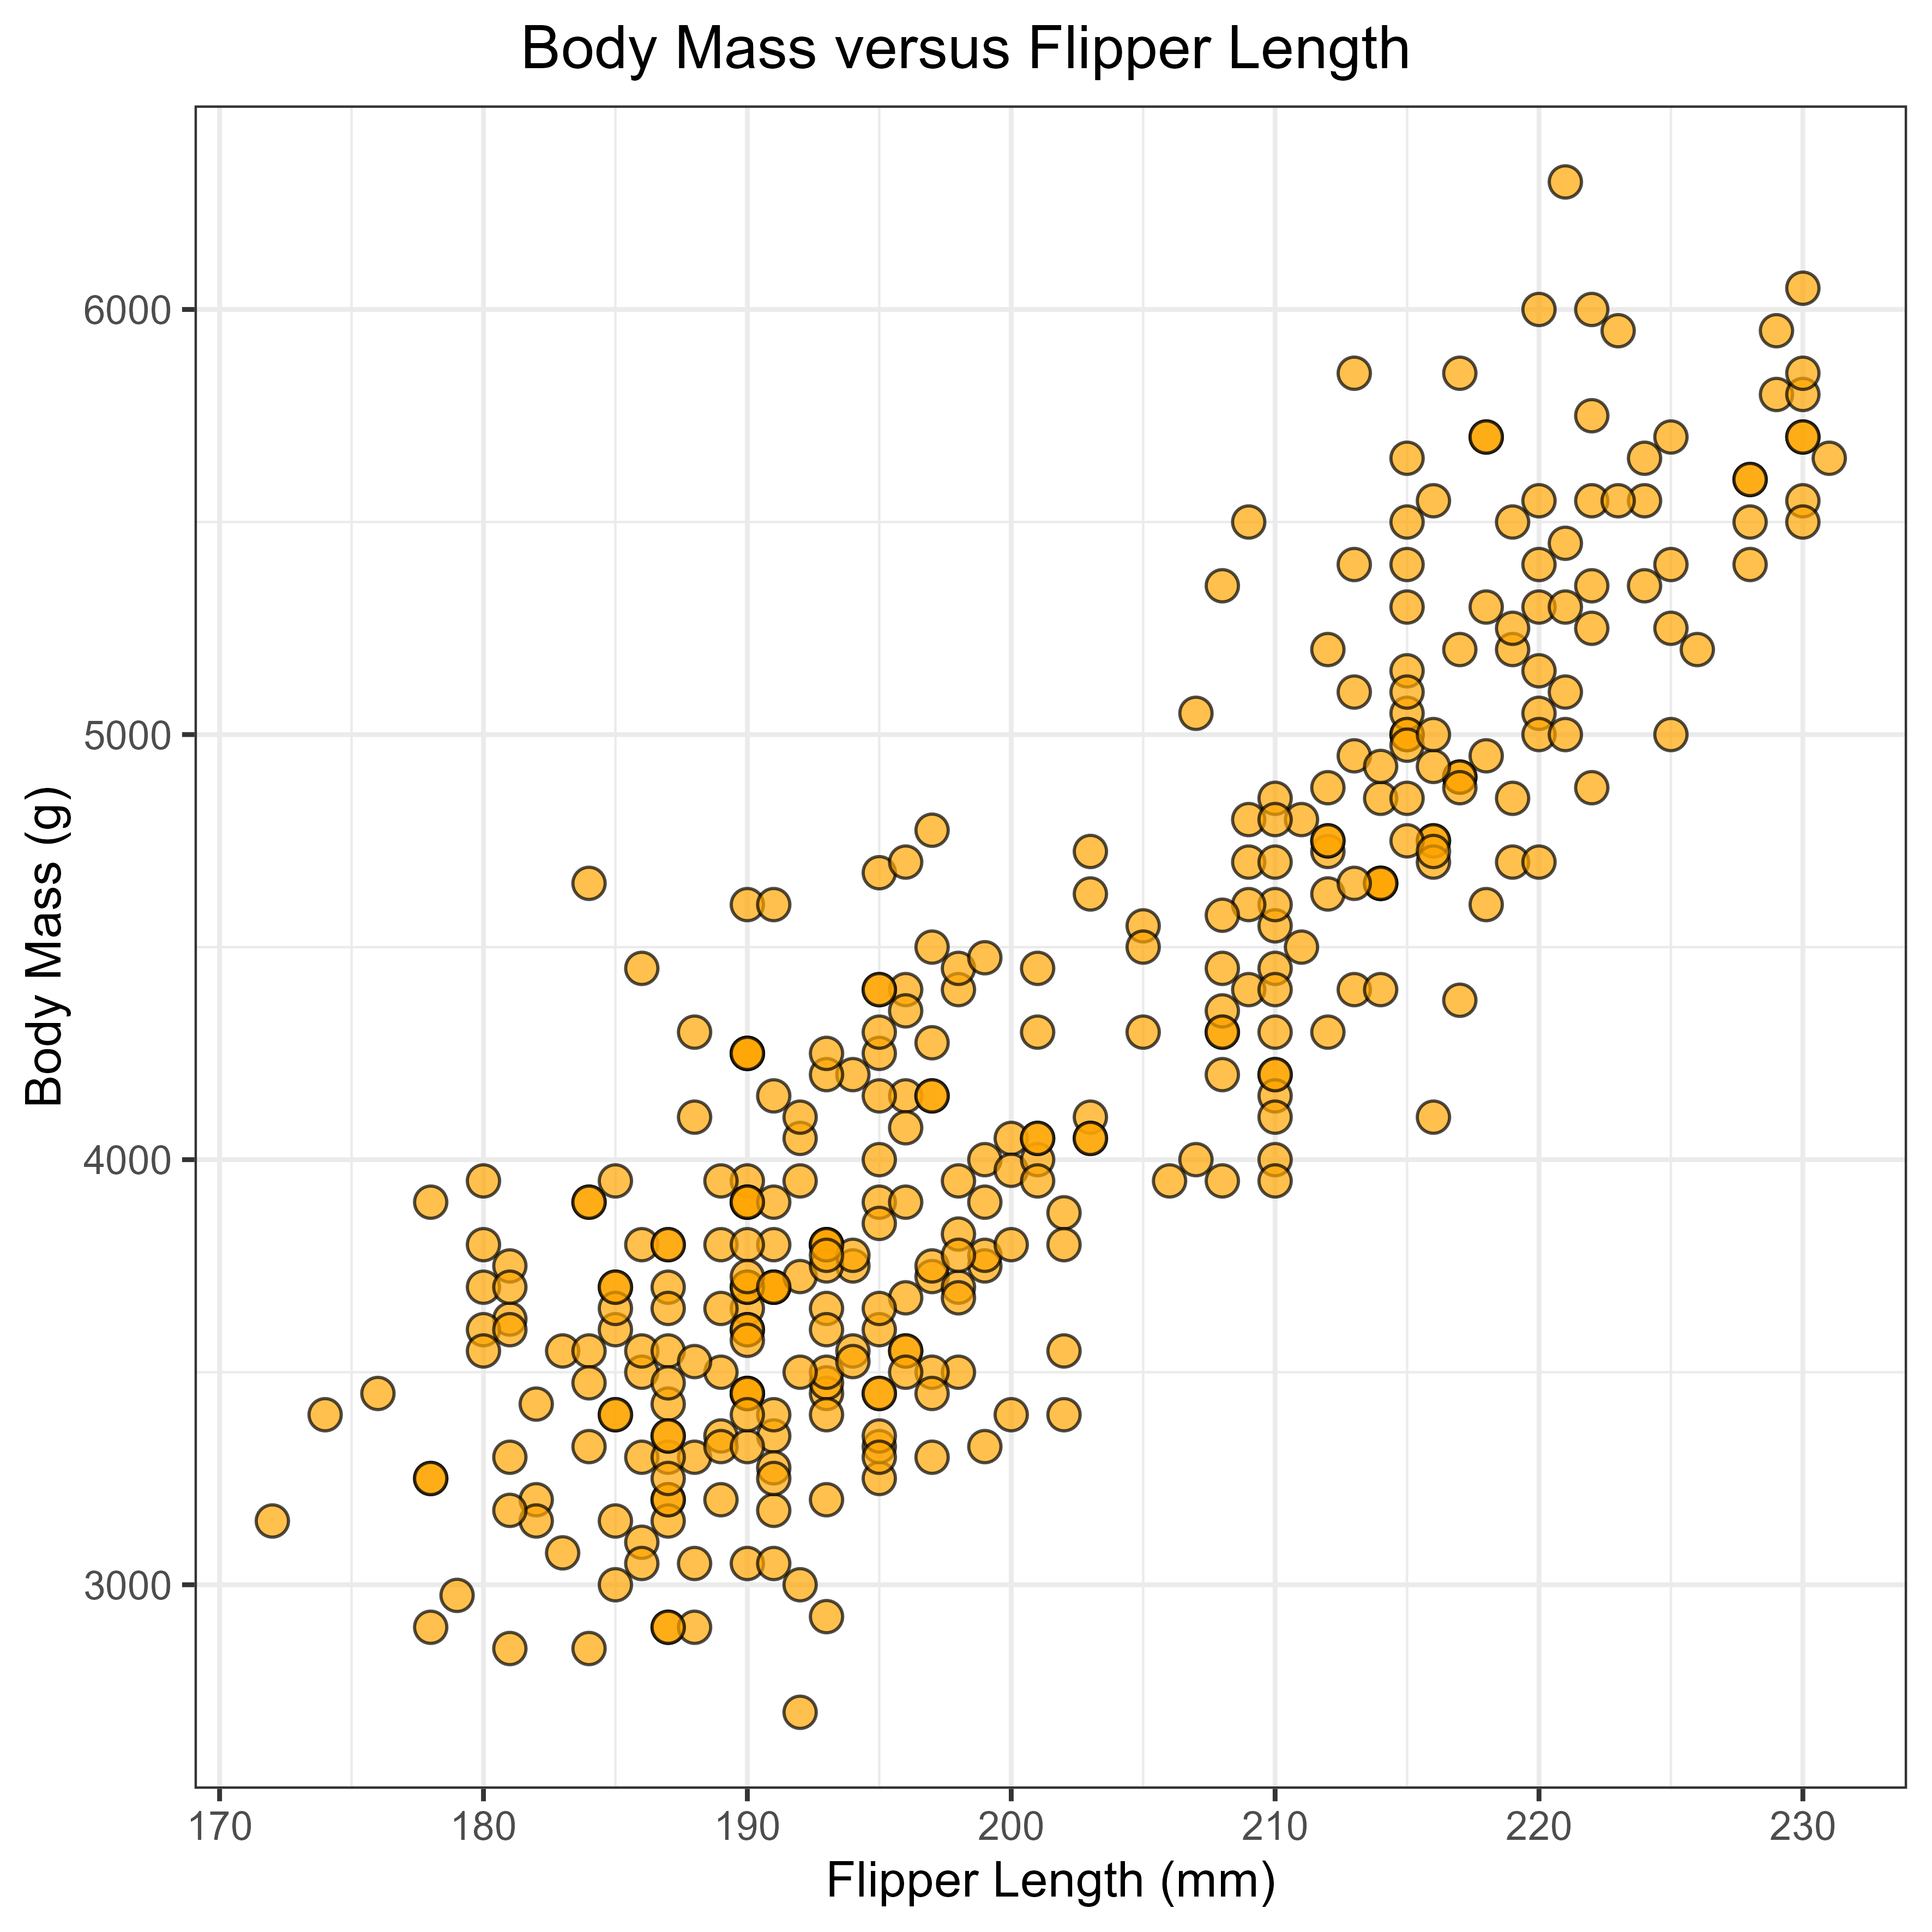 Body Mass versus Flipper Length
6000
5000
4000
3000
Body Mass (g)
170 180 190 200 210 220 230
Flipper Length (mm)